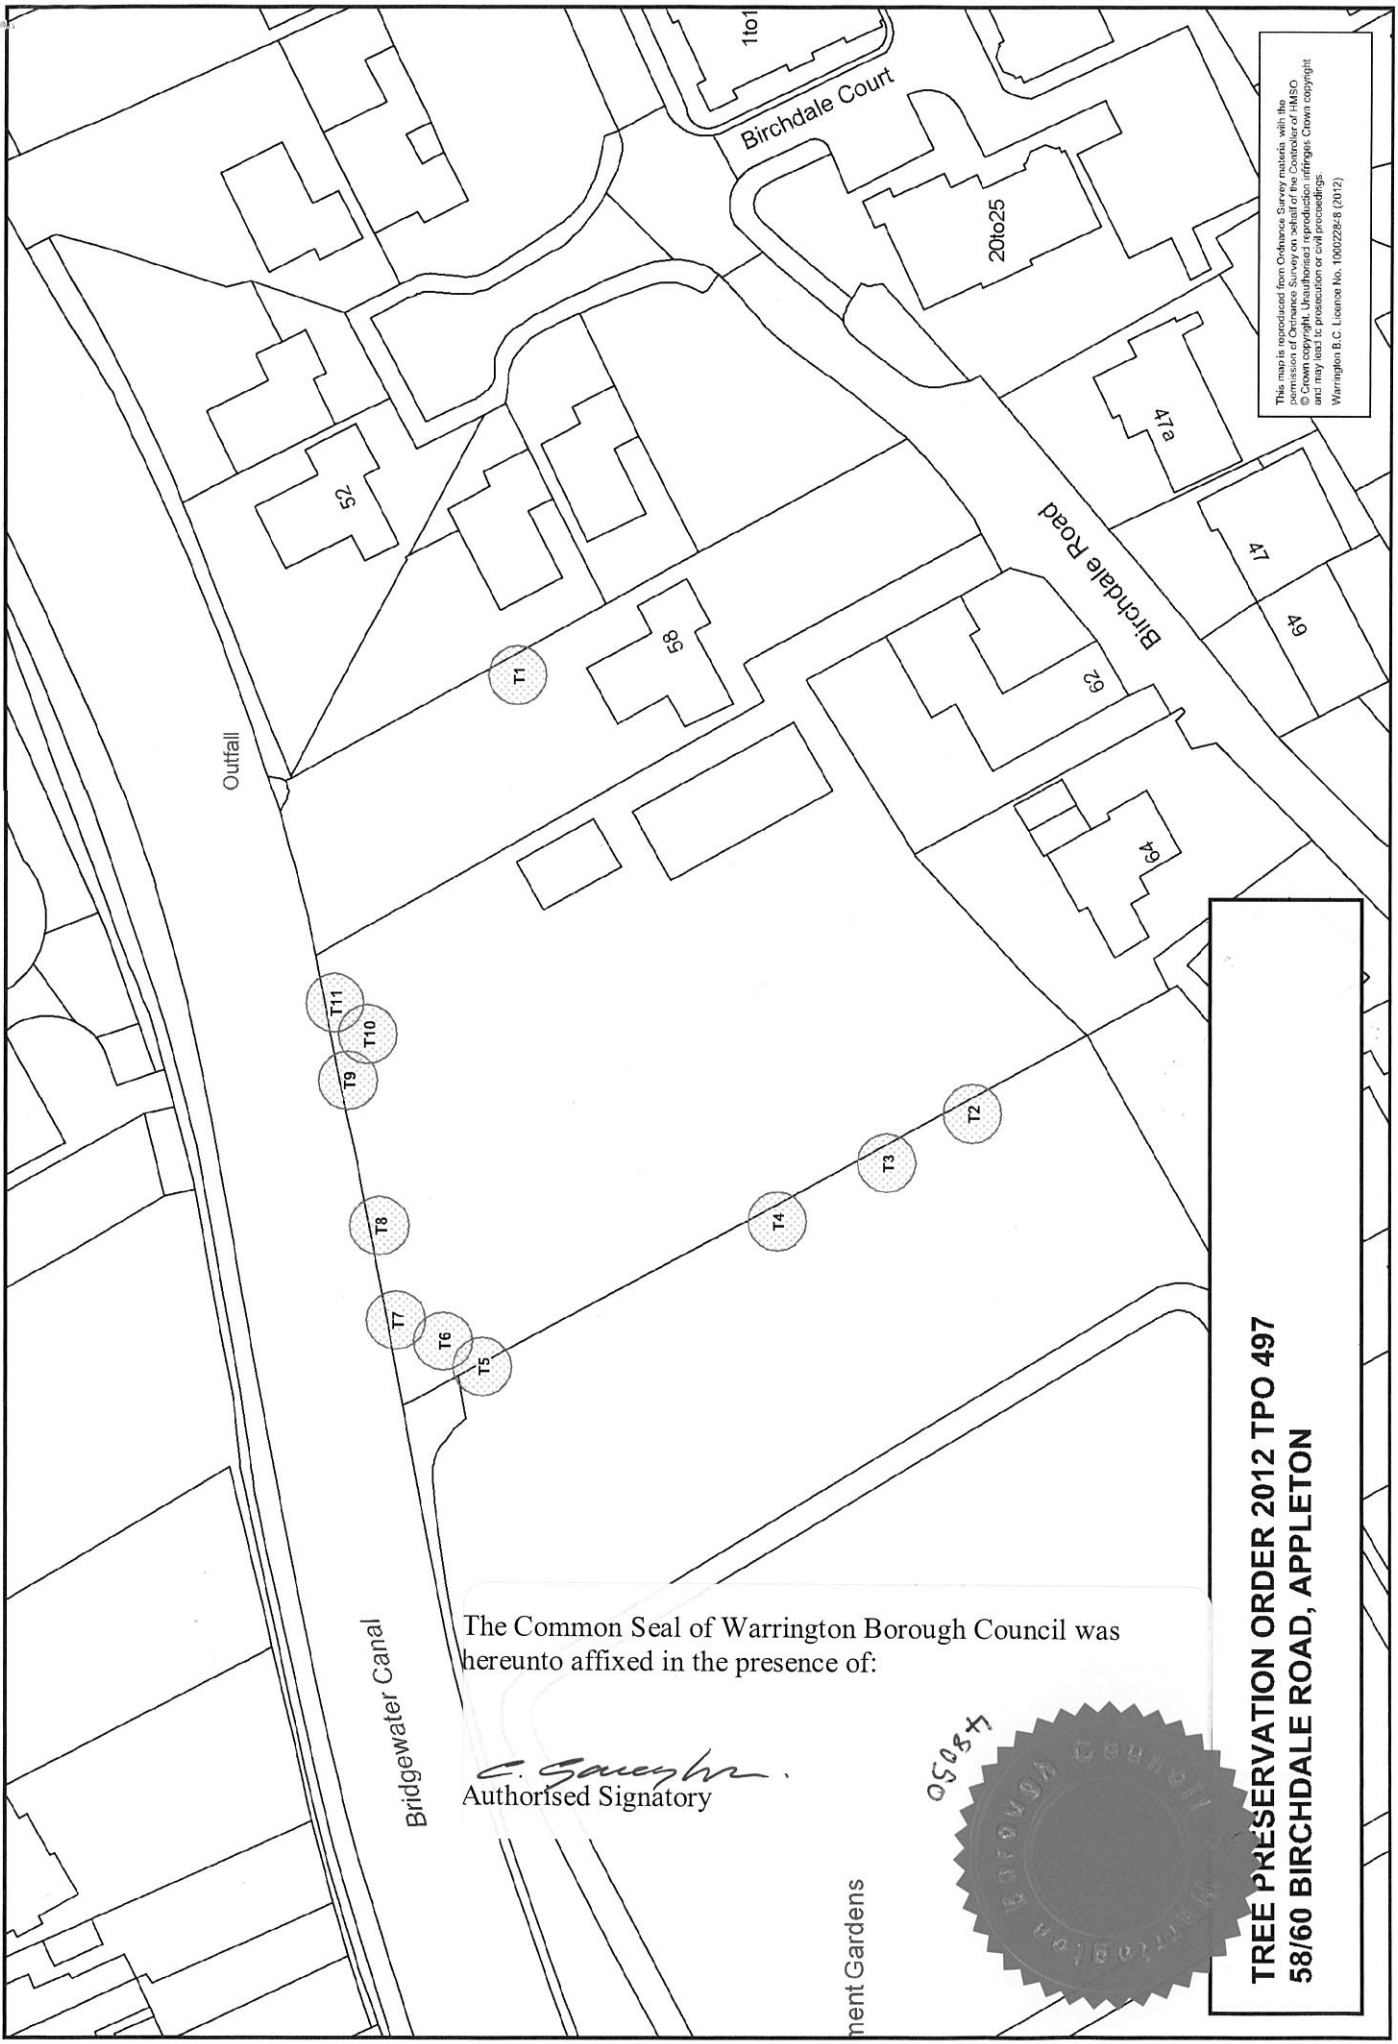 1to1
Birchdale Court
20to25
This map is reproduced from Ordnance Survey materia with the
permission of Ordnance Survey on behalf of the Controller of HMSO
© Crown copyright. Unauthorised reproduction infringes Crown copyright
and may lead to prosecution or civil proceedings.
Warrington B.C. Licence No. 100022848 (2012)
52
47a
Birchdale Road
47
49
58
62
64
Outfall
T1
T11
T10
T9
T8
T7
T6
T5
T4
T3
T2
Bridgewater Canal
The Common Seal of Warrington Borough Council was
hereunto affixed in the presence of:
Authorised Signatory
48050
Warrington Borough Council
ment Gardens
TREE PRESERVATION ORDER 2012 TPO 497
58/60 BIRCHDALE ROAD, APPLETON